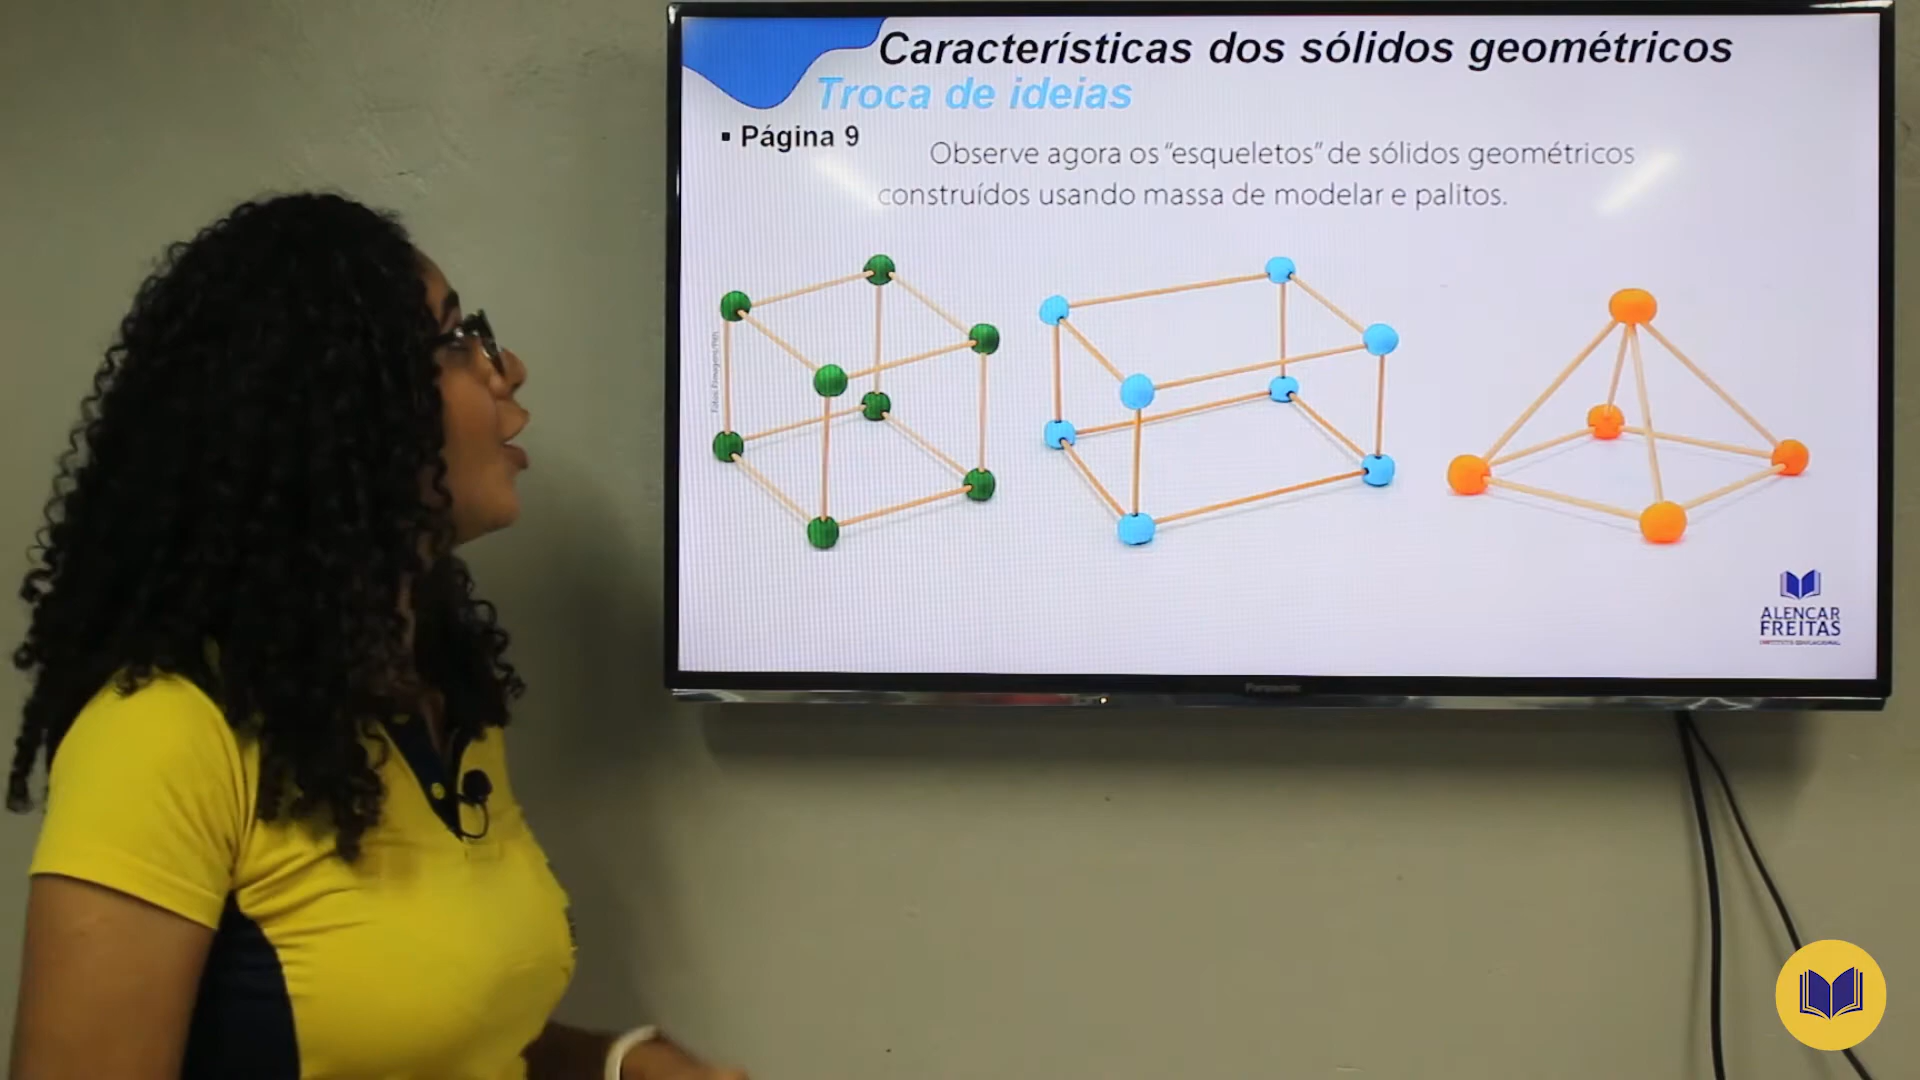 Características dos sólidos geométricos
Troca de ideias
▪ Página 9
Observe agora os “esqueletos” de sólidos geométricos
construídos usando massa de modelar e palitos.
ALENCAR
FREITAS
Panasonic